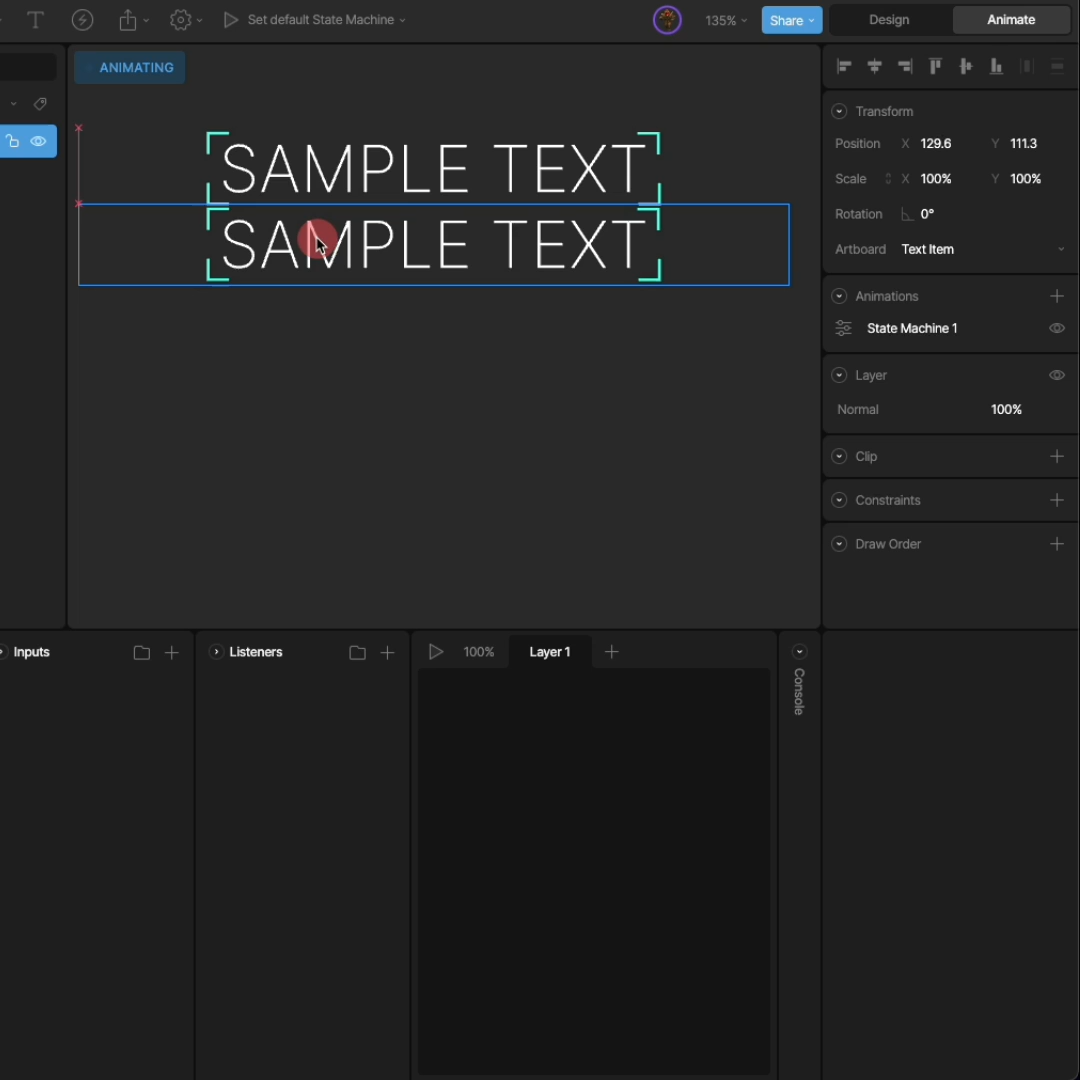 T Set default State Machine 135% Share Design Animate
ANIMATING
Transform
Position X 129.6 Y 111.3
Scale X 100% Y 100%
Rotation 0°
Artboard Text Item
Animations
State Machine 1
Layer
Normal 100%
Clip
Constraints
Draw Order
SAMPLE TEXT
SAMPLE TEXT
Inputs
Listeners
100% Layer 1
Console